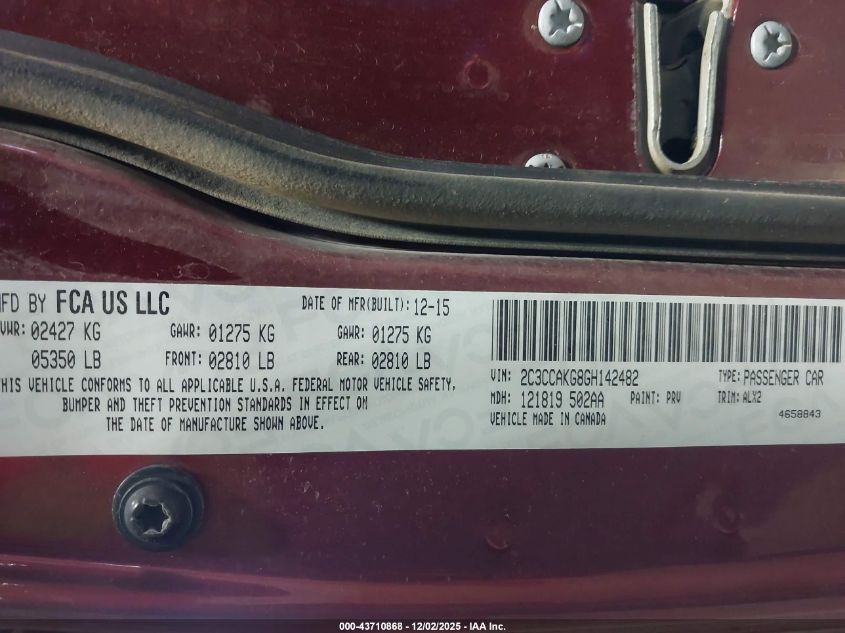 MFD BY FCA US LLC DATE OF MFR(BUILT): 12-15
GVWR: 02427 KG GAWR: 01275 KG GAWR: 01275 KG
05350 LB FRONT: 02810 LB REAR: 02810 LB
THIS VEHICLE CONFORMS TO ALL APPLICABLE U.S.A. FEDERAL MOTOR VEHICLE SAFETY,
BUMPER AND THEFT PREVENTION STANDARDS IN EFFECT ON
THE DATE OF MANUFACTURE SHOWN ABOVE.
VIN: 2C3CCAKG8GH142482 TYPE: PASSENGER CAR
MDH: 121819 502AA PAINT: PRV TRIM: ALX2
VEHICLE MADE IN CANADA 4658843
000-43710868 - 12/02/2025 - IAA Inc.